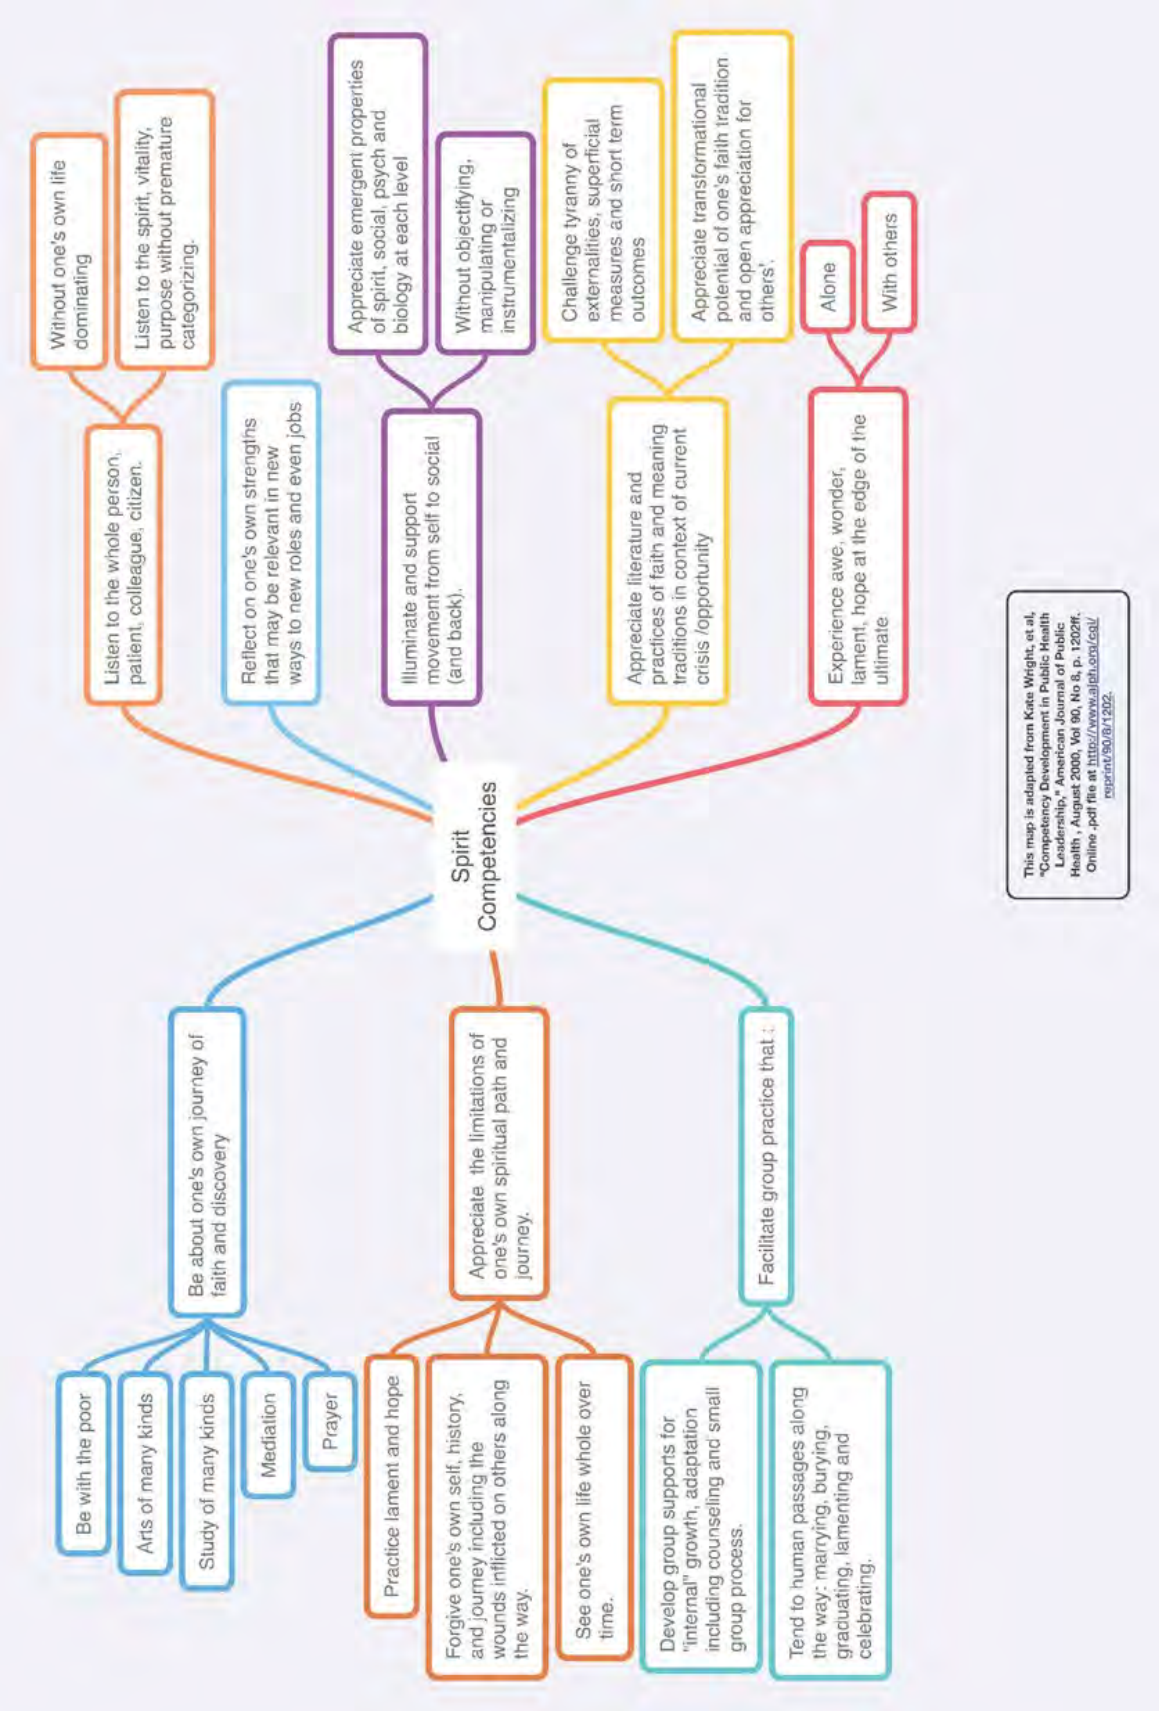 Spirit
Competencies
Be about one's own journey of
faith and discovery
Be with the poor
Arts of many kinds
Study of many kinds
Mediation
Prayer
Appreciate the limitations of
one's own spiritual path and
journey.
Practice lament and hope
Forgive one's own self, history,
and journey including the
wounds inflicted on others along
the way.
See one's own life whole over
time.
Facilitate group practice that :
Develop group supports for
"internal" growth, adaptation
including counseling and small
group process.
Tend to human passages along
the way: marrying, burying,
graduating, lamenting and
celebrating.
Listen to the whole person,
patient, colleague, citizen.
Without one's own life
dominating
Listen to the spirit, vitality,
purpose without premature
categorizing.
Reflect on one's own strengths
that may be relevant in new
ways to new roles and even jobs
Illuminate and support
movement from self to social
(and back).
Appreciate emergent properties
of spirit, social, psych and
biology at each level
Without objectifying,
manipulating or
instrumentalizing
Appreciate literature and
practices of faith and meaning
traditions in context of current
crisis /opportunity
Challenge tyranny of
externalities, superficial
measures and short term
outcomes
Appreciate transformational
potential of one's faith tradition
and open appreciation for
others'.
Experience awe, wonder,
lament, hope at the edge of the
ultimate
Alone
With others
This map is adapted from Kate Wright, et al,
"Competency Development in Public Health
Leadership," American Journal of Public
Health , August 2000, Vol 90, No 8, p. 1202ff.
Online .pdf file at http://www.ajph.org/cgi/
reprint/90/8/1202.